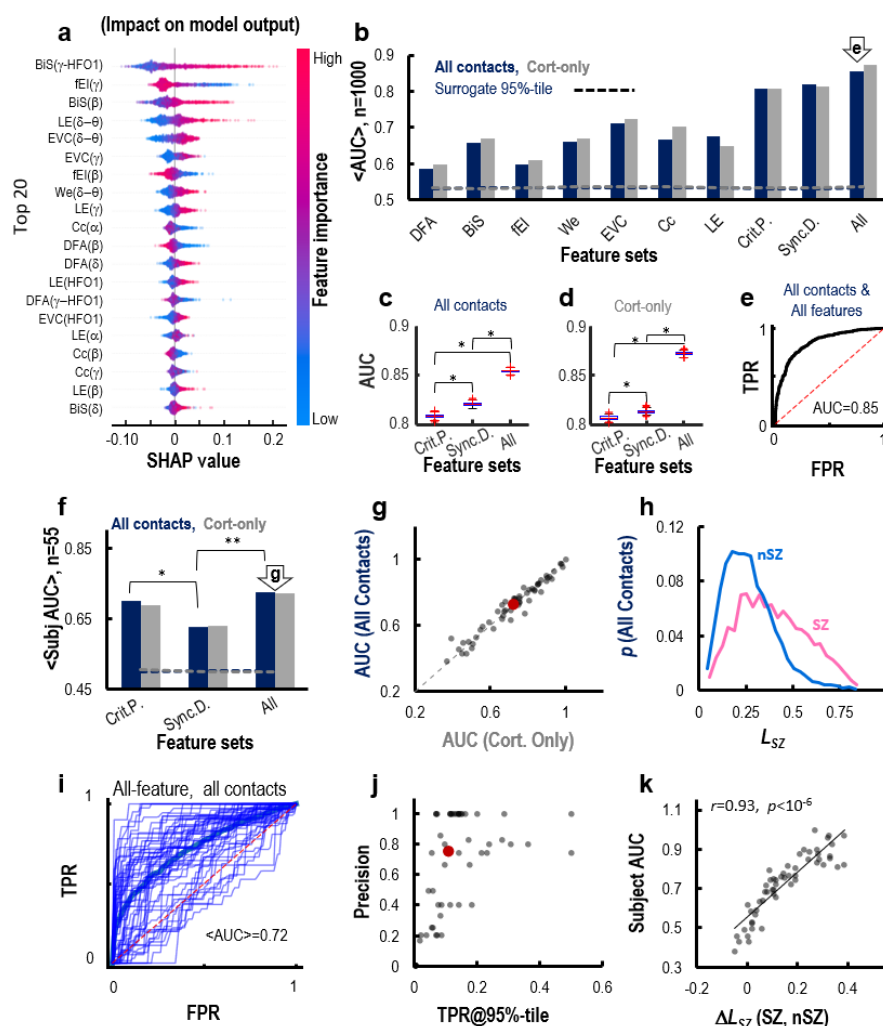 (Impact on model output)
a
Top 20
BiS(γ-HFO1)
fEI(γ)
BiS(β)
LE(δ–θ)
EVC(δ–θ)
EVC(γ)
fEI(β)
We(δ–θ)
LE(γ)
Cc(α)
DFA(β)
DFA(δ)
LE(HFO1)
DFA(γ–HFO1)
EVC(HFO1)
LE(α)
Cc(β)
Cc(γ)
LE(β)
BiS(δ)
-0.10 0 0.1 0.2
SHAP value
High
Feature importance
Low
b
<AUC>, n=1000
0.9
0.8
0.7
0.6
0.5
All contacts, Cort-only
Surrogate 95%-tile
e
DFA BiS fEI We EVC Cc LE Crit.P. Sync.D. All
Feature sets
c
All contacts
AUC
0.9
0.85
0.8
* * *
Crit.P. Sync.D. All
Feature sets
d
Cort-only
0.9
0.85
0.8
* * *
Crit.P. Sync.D. All
Feature sets
e
All contacts &
All features
TPR
1
0
AUC=0.85
0 1
FPR
f
All contacts, Cort-only
<Subj AUC>, n=55
0.85
0.65
0.45
* **
g
Crit.P. Sync.D. All
Feature sets
g
AUC (All Contacts)
1
0.6
0.2
0.2 0.6 1
AUC (Cort. Only)
h
p (All Contacts)
0.12
0.08
0.04
0
nSZ
SZ
0 0.25 0.5 0.75
LSZ
i
All-feature, all contacts
TPR
1
0
<AUC>=0.72
0 1
FPR
j
Precision
1
0.8
0.6
0.4
0.2
0
0 0.2 0.4 0.6
TPR@95%-tile
k
r=0.93, p<10-6
Subject AUC
1.1
0.9
0.7
0.5
0.3
-0.2 0 0.2 0.4
ΔLSZ (SZ, nSZ)